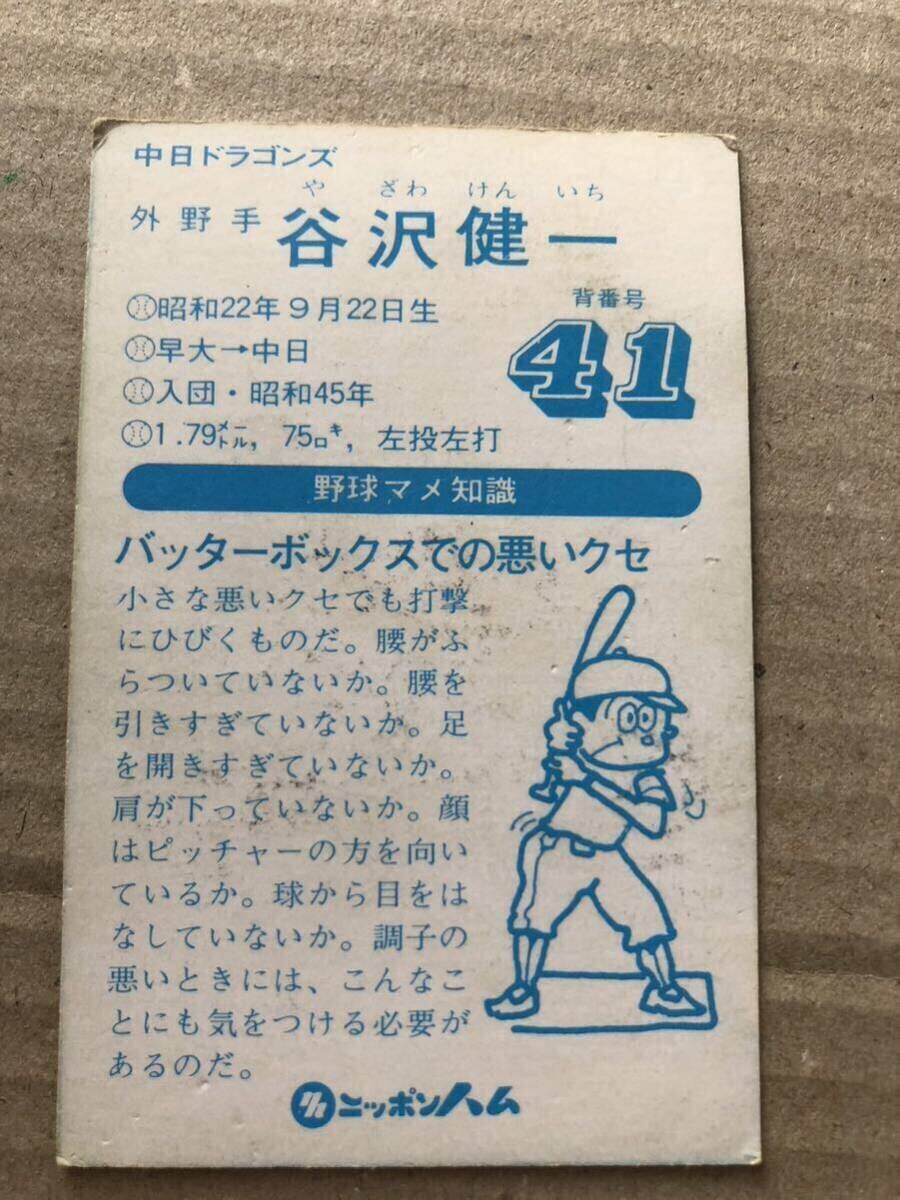 中日ドラゴンズ
や ざわ けん いち
外野手 谷沢健一
昭和22年9月22日生
背番号
41
早大→中日
入団・昭和45年
1.79メートル, 75キロ, 左投左打
野球マメ知識
バッターボックスでの悪いクセ
小さな悪いクセでも打撃
にひびくものだ。腰がふ
らついていないか。腰を
引きすぎていないか。足
を開きすぎていないか。
肩が下っていないか。顔
はピッチャーの方を向い
ているか。球から目をは
なしていないか。調子の
悪いときには、こんなこ
とにも気をつける必要が
あるのだ。
ニッポンハム